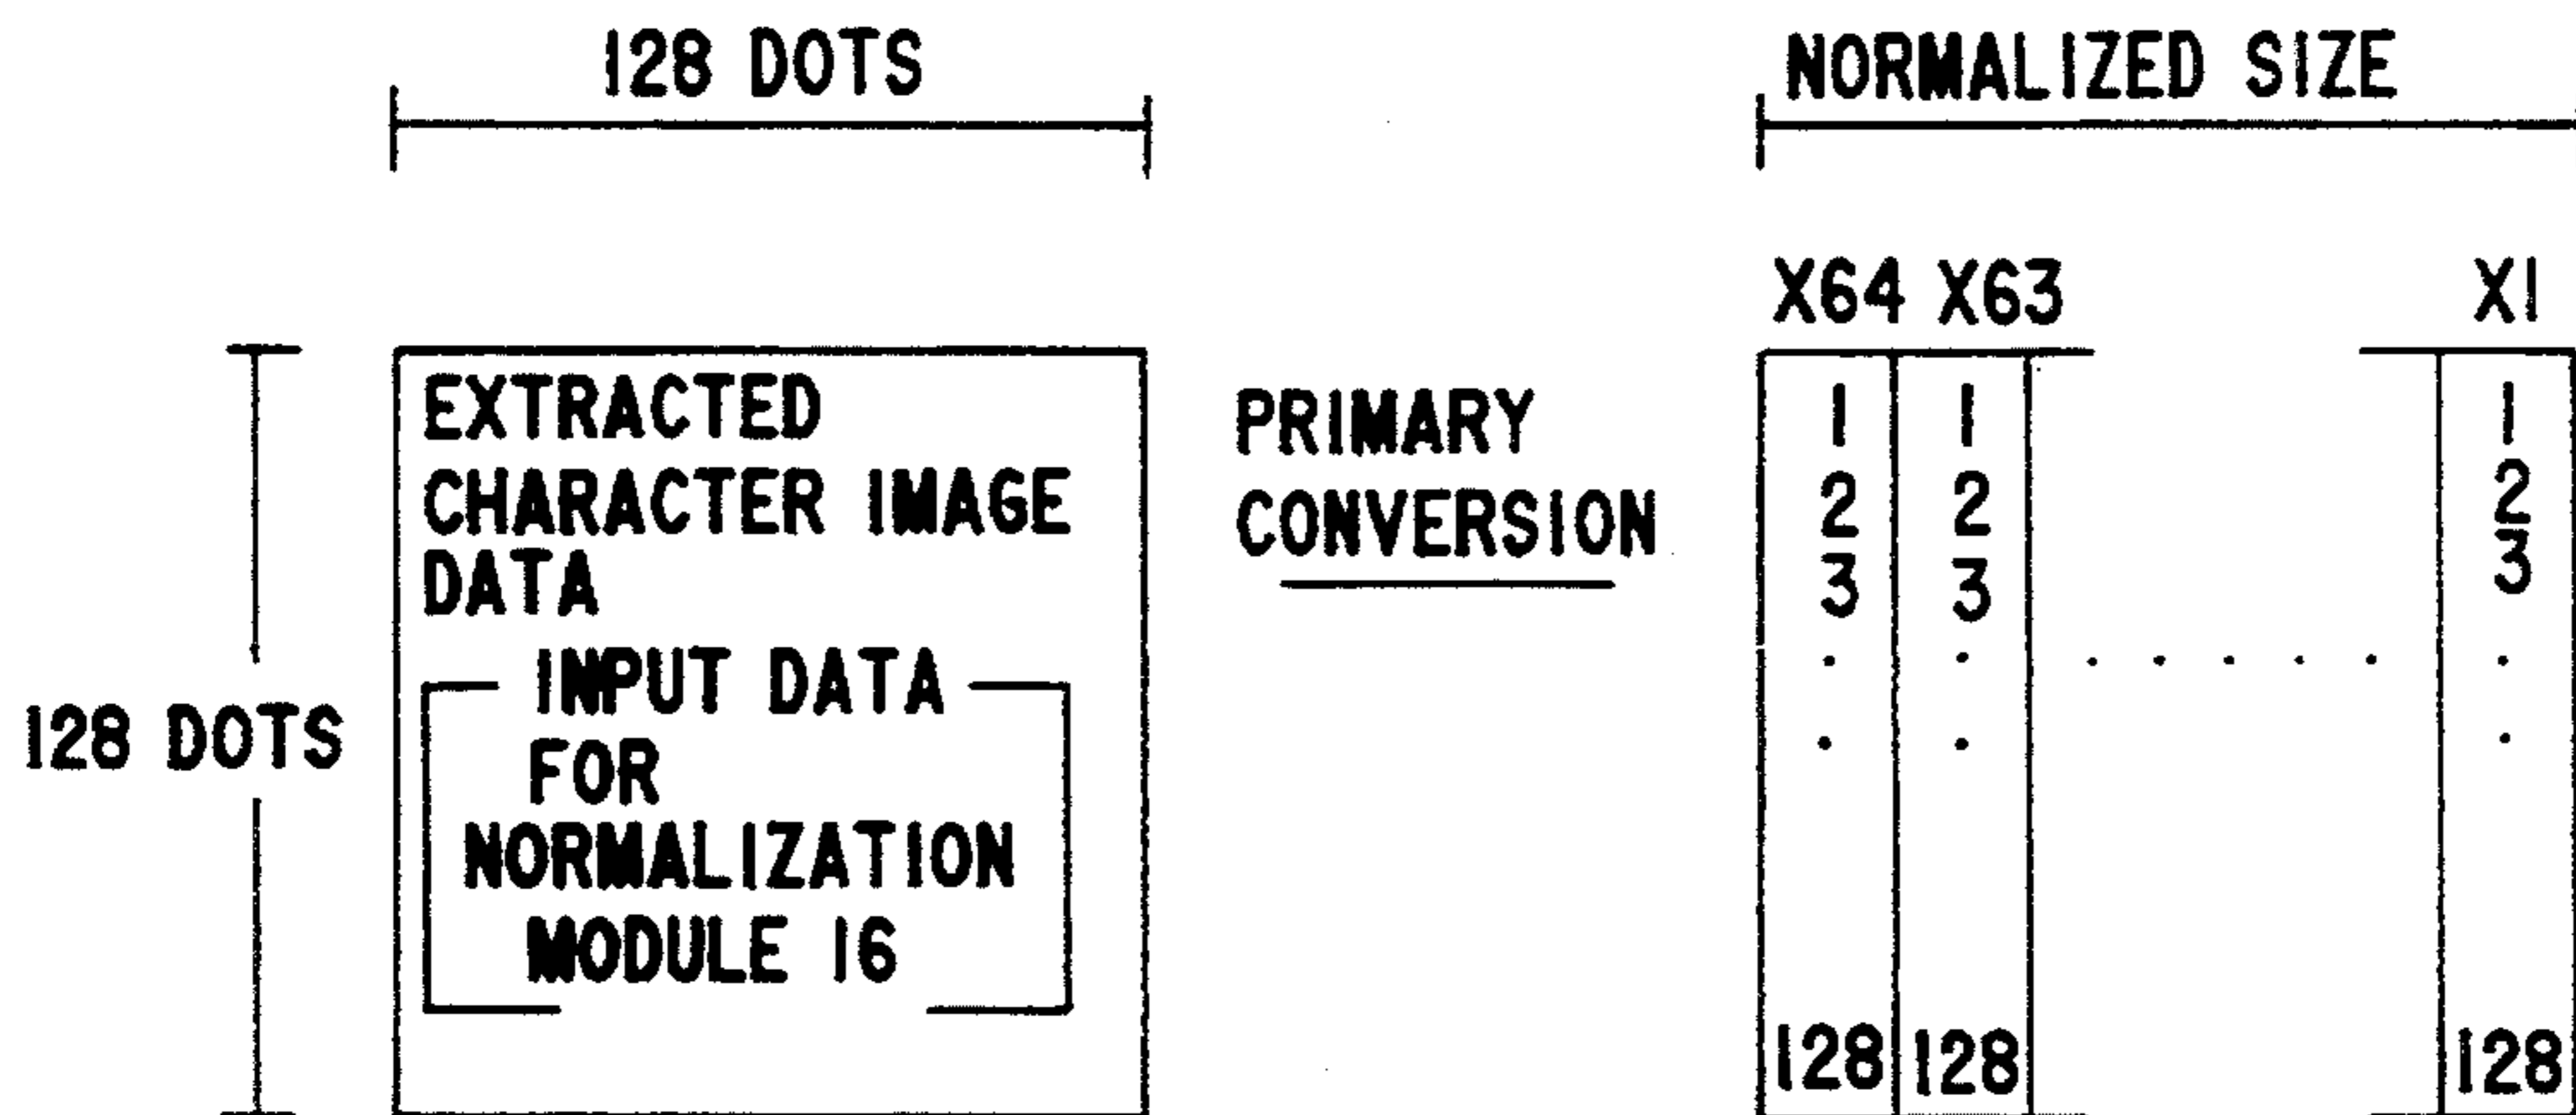 128 DOTS
NORMALIZED SIZE
128 DOTS
EXTRACTED
CHARACTER IMAGE
DATA
INPUT DATA
FOR
NORMALIZATION
MODULE 16
PRIMARY
CONVERSION
X64 X63 X1
1 1 1
2 2 2
3 3 3
. . . . . . . .
. . .
128 128 128